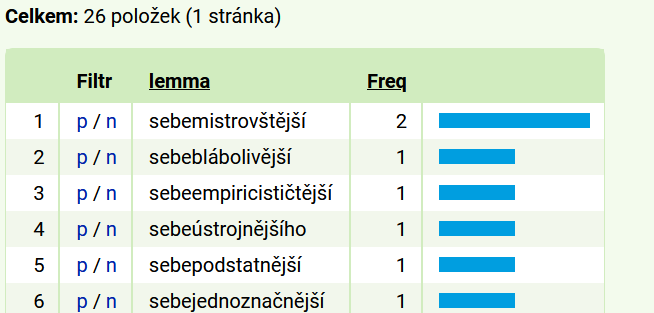 Celkem: 26 položek (1 stránka)
Filtr lemma Freq
1 p / n sebemistrovštější 2
2 p / n sebeblábolivější 1
3 p / n sebeempiricističtější 1
4 p / n sebeústrojnějšího 1
5 p / n sebepodstatnější 1
6 p / n sebejednoznačnější 1